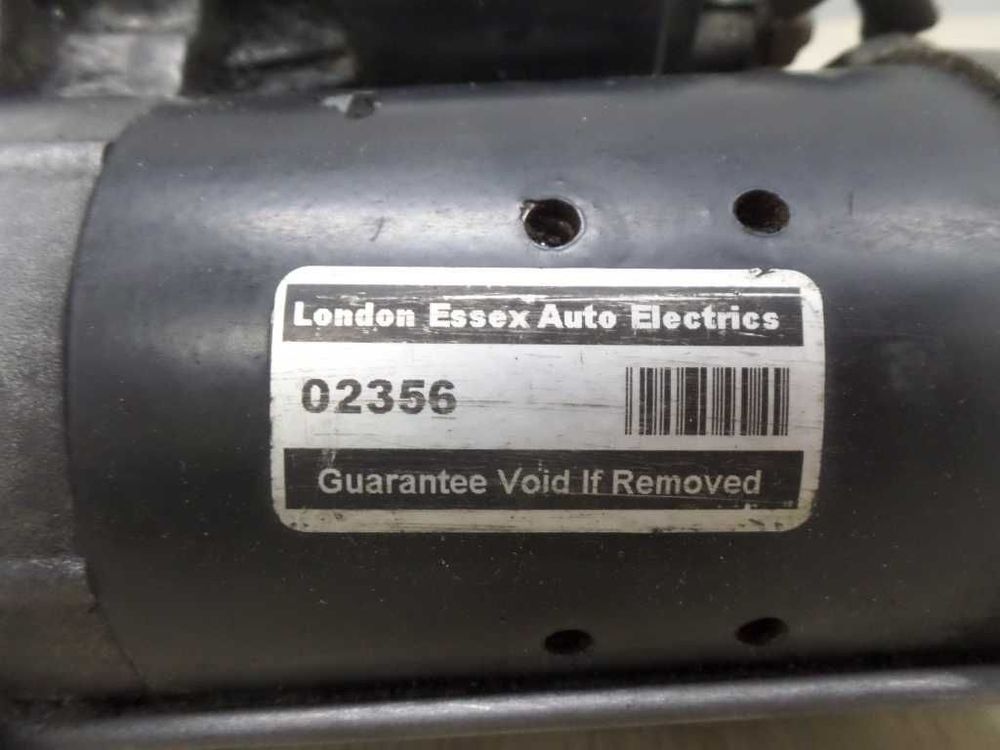 London Essex Auto Electrics
02356
Guarantee Void If Removed